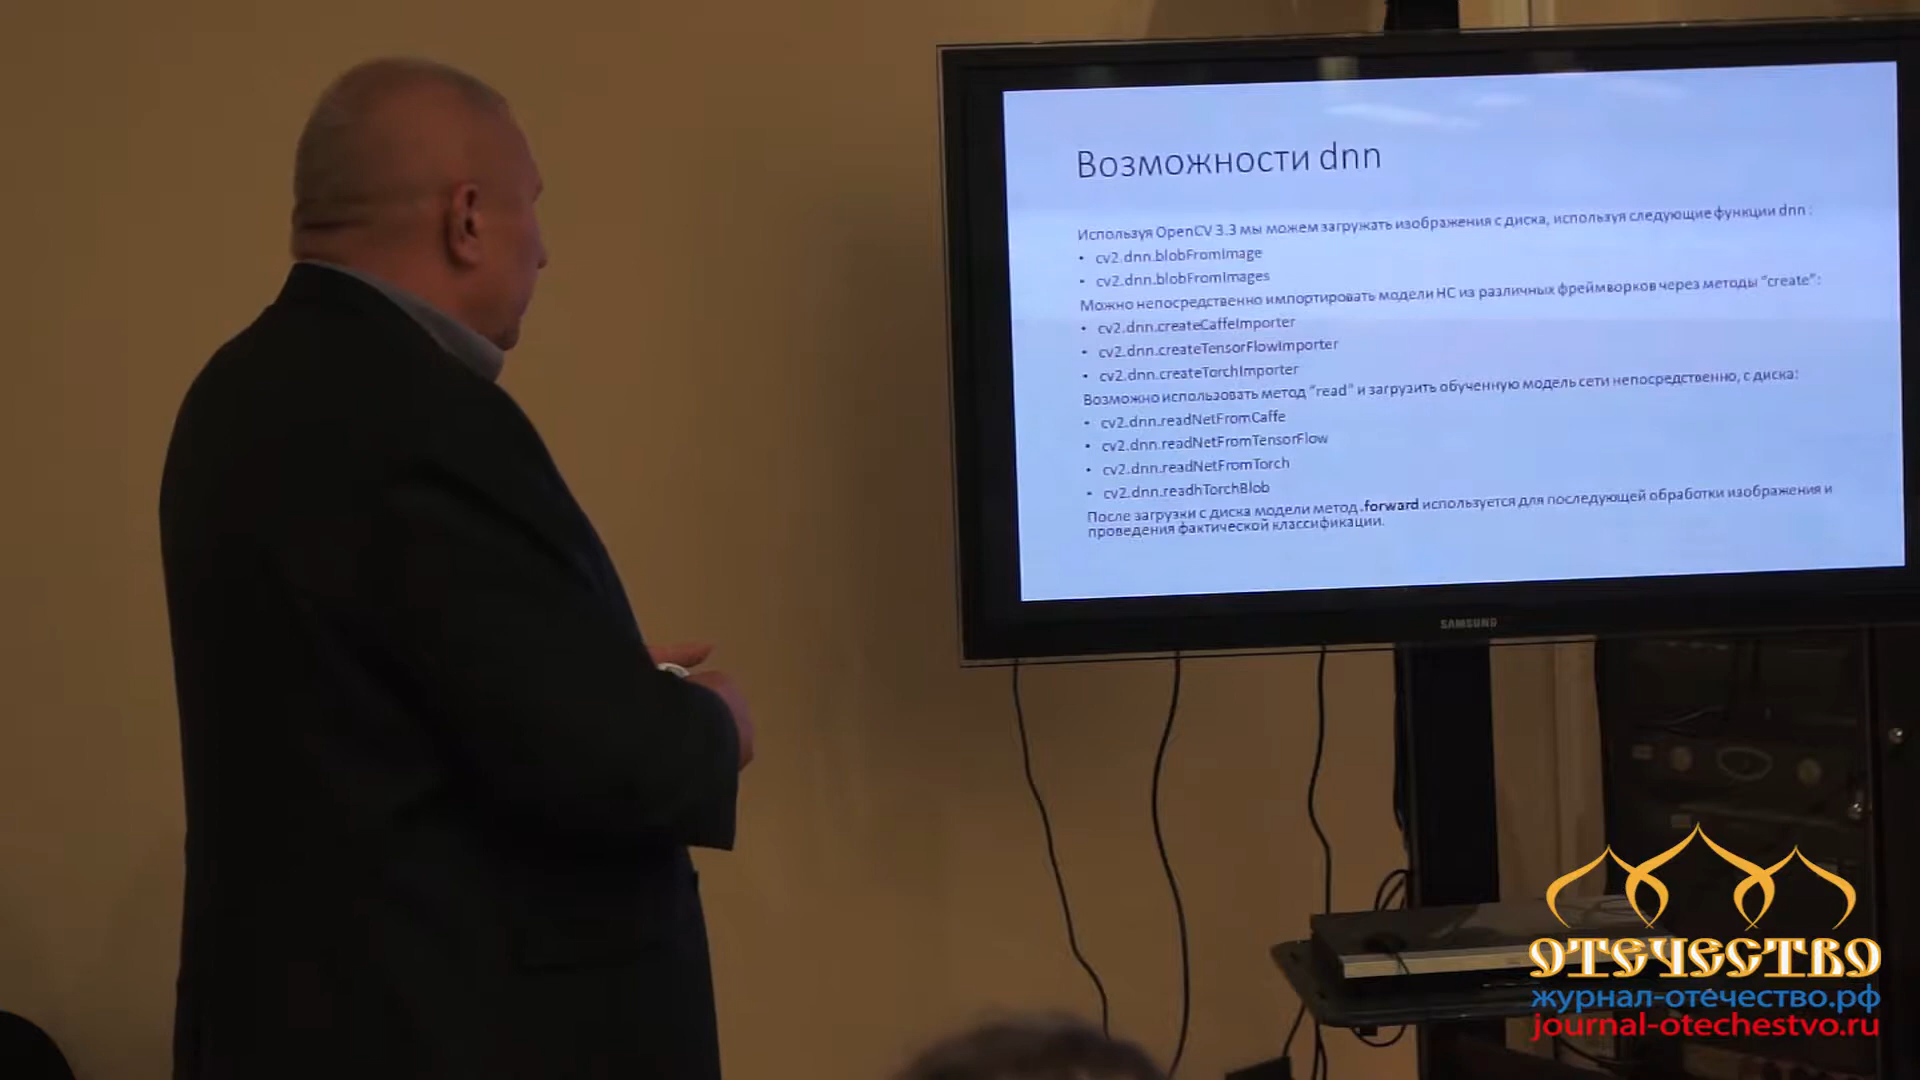 Возможности dnn
Используя OpenCV 3.3 мы можем загружать изображения с диска, используя следующие функции dnn :
• cv2.dnn.blobFromImage
• cv2.dnn.blobFromImages
Можно непосредственно импортировать модели НС из различных фреймворков через методы “create” :
• cv2.dnn.createCaffeImporter
• cv2.dnn.createTensorFlowImporter
• cv2.dnn.createTorchImporter
Возможно использовать метод “read” и загрузить обученную модель сети непосредственно, с диска:
• cv2.dnn.readNetFromCaffe
• cv2.dnn.readNetFromTensorFlow
• cv2.dnn.readNetFromTorch
• cv2.dnn.readhTorchBlob
После загрузки с диска модели метод .forward используется для последующей обработки изображения и
проведения фактической классификации.
SAMSUNG
ОТЕЧЕСТВО
журнал-отечество.рф
journal-otechestvo.ru